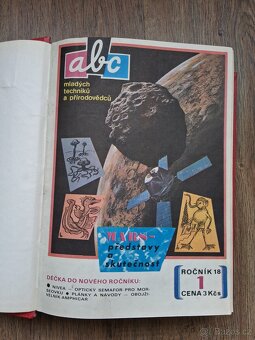 abc
mladých
techniků
a přírodovědců
MARS-
představy
a
skutečnost
ROČNÍK 18
1
CENA 3 Kčs
DĚČKA DO NOVÉHO ROČNÍKU:
● NIVEA – OPTICKÝ SEMAFOR PRO MOR-
SEOVKU ● PLÁNKY A NÁVODY – OBOJŽI-
VELNÍK AMPHICAR